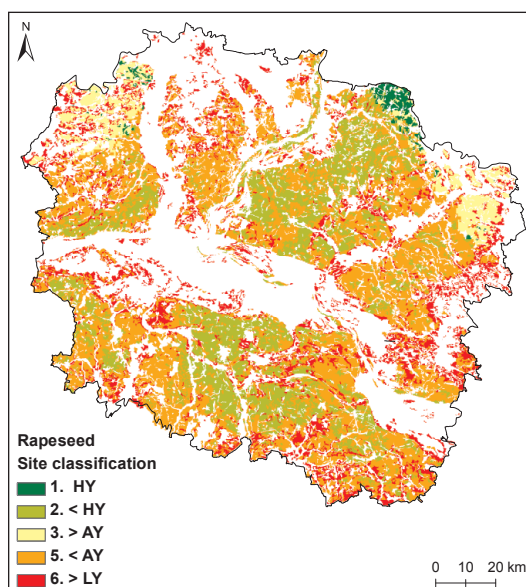 N
Rapeseed
Site classification
1. HY
2. < HY
3. > AY
5. < AY
6. > LY
0 10 20 km